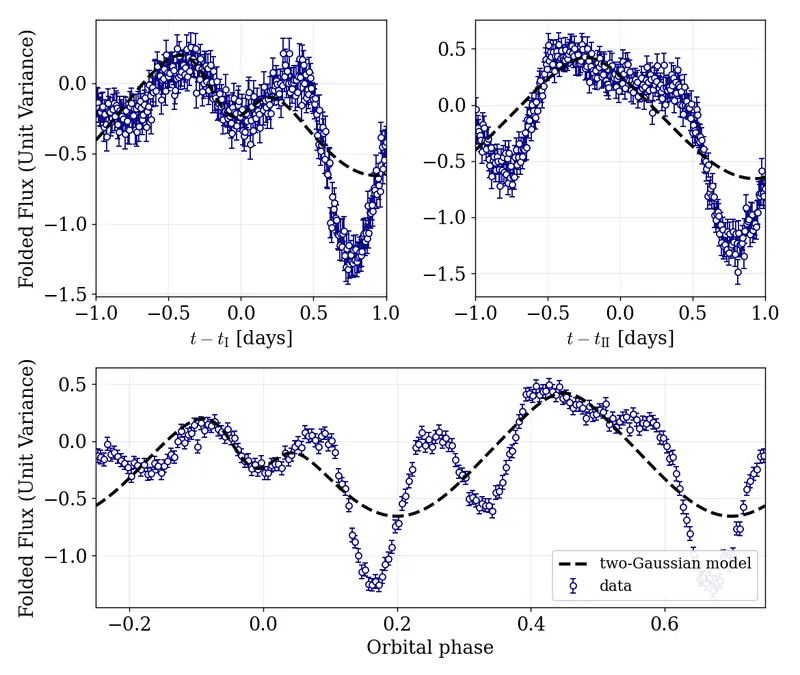 Folded Flux (Unit Variance)
0.0
−0.5
−1.0
−1.5
−1.0 −0.5 0.0 0.5 1.0
t − t_I [days]
0.5
0.0
−0.5
−1.0
−1.5
−1.0 −0.5 0.0 0.5 1.0
t − t_II [days]
Folded Flux (Unit Variance)
0.5
0.0
−0.5
−1.0
−0.2 0.0 0.2 0.4 0.6
Orbital phase
two-Gaussian model
data